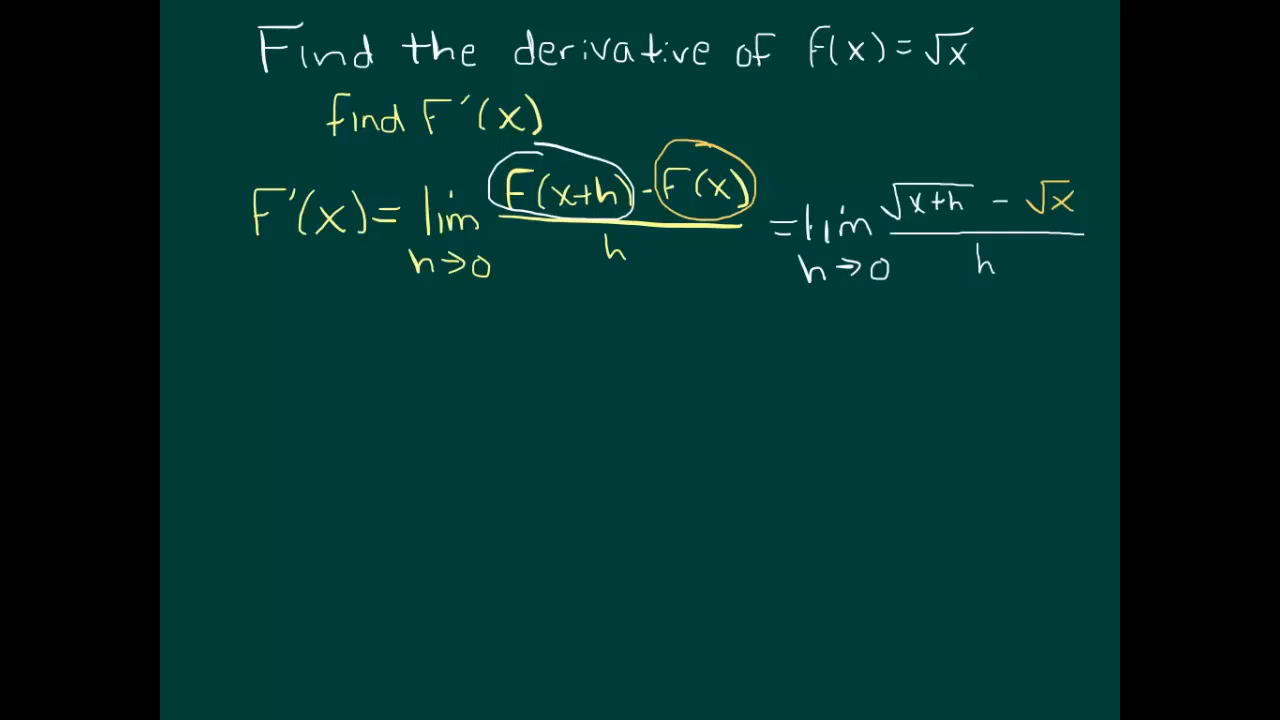 Find the derivative of f(x) = √x
find F'(x)
F'(x) = lim h→0 (F(x+h) - F(x))/h = lim h→0 (√(x+h) - √x)/h